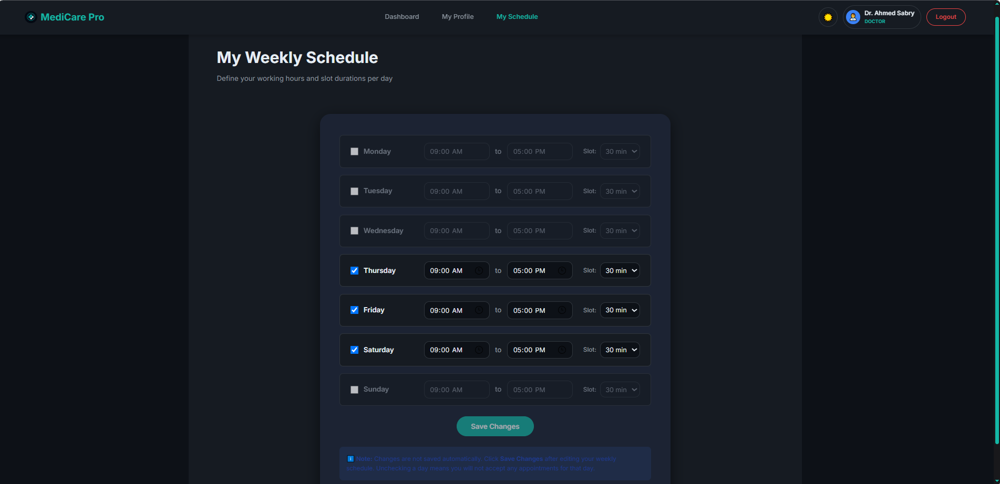 MediCare Pro
Dashboard My Profile My Schedule
Dr. Ahmed Sabry
DOCTOR
Logout
My Weekly Schedule
Define your working hours and slot durations per day
Monday 09:00 AM to 05:00 PM Slot: 30 min
Tuesday 09:00 AM to 05:00 PM Slot: 30 min
Wednesday 09:00 AM to 05:00 PM Slot: 30 min
Thursday 09:00 AM to 05:00 PM Slot: 30 min
Friday 09:00 AM to 05:00 PM Slot: 30 min
Saturday 09:00 AM to 05:00 PM Slot: 30 min
Sunday 09:00 AM to 05:00 PM Slot: 30 min
Save Changes
ℹ️ Note: Changes are not saved automatically. Click Save Changes after editing your weekly
schedule. Unchecking a day means you will not accept any appointments for that day.